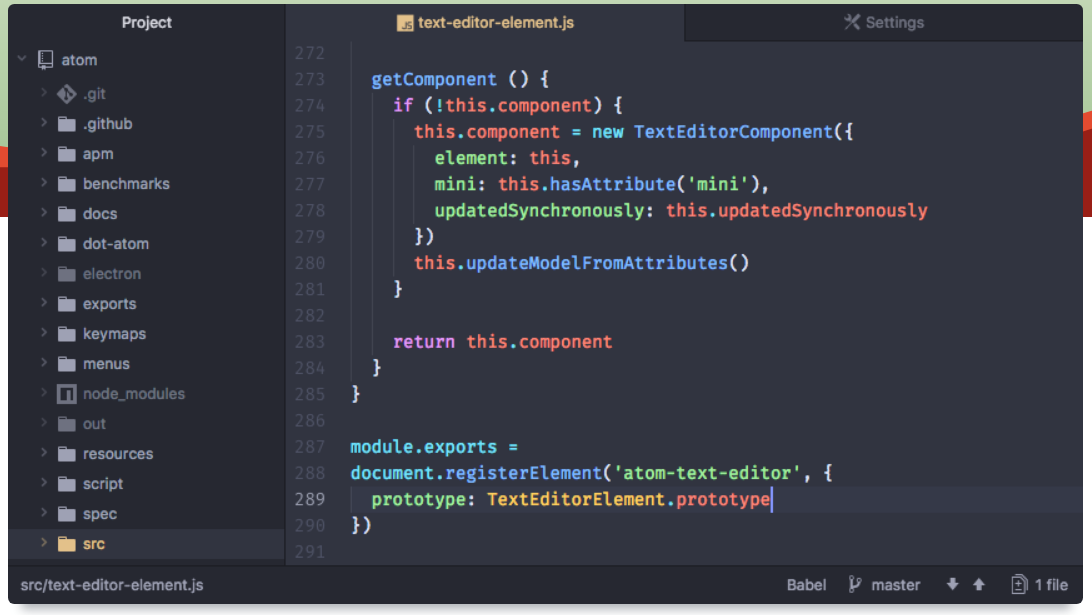 Project
atom
.git
.github
apm
benchmarks
docs
dot-atom
electron
exports
keymaps
menus
node_modules
out
resources
script
spec
src
JS text-editor-element.js
Settings
272
273 getComponent () {
274 if (!this.component) {
275 this.component = new TextEditorComponent({
276 element: this,
277 mini: this.hasAttribute('mini'),
278 updatedSynchronously: this.updatedSynchronously
279 })
280 this.updateModelFromAttributes()
281 }
282
283 return this.component
284 }
285 }
286
287 module.exports =
288 document.registerElement('atom-text-editor', {
289 prototype: TextEditorElement.prototype
290 })
291
src/text-editor-element.js
Babel master 1 file